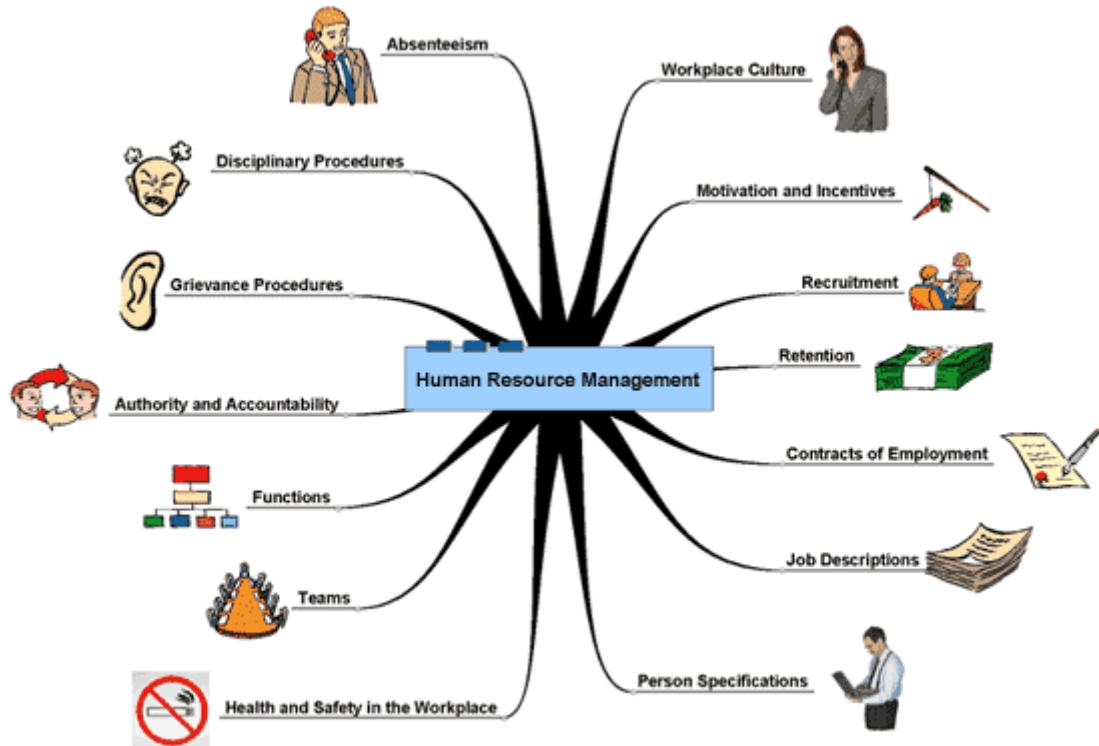 Absenteeism
Workplace Culture
Disciplinary Procedures
Motivation and Incentives
Grievance Procedures
Recruitment
Retention
Human Resource Management
Authority and Accountability
Contracts of Employment
Functions
Job Descriptions
Teams
Person Specifications
Health and Safety in the Workplace